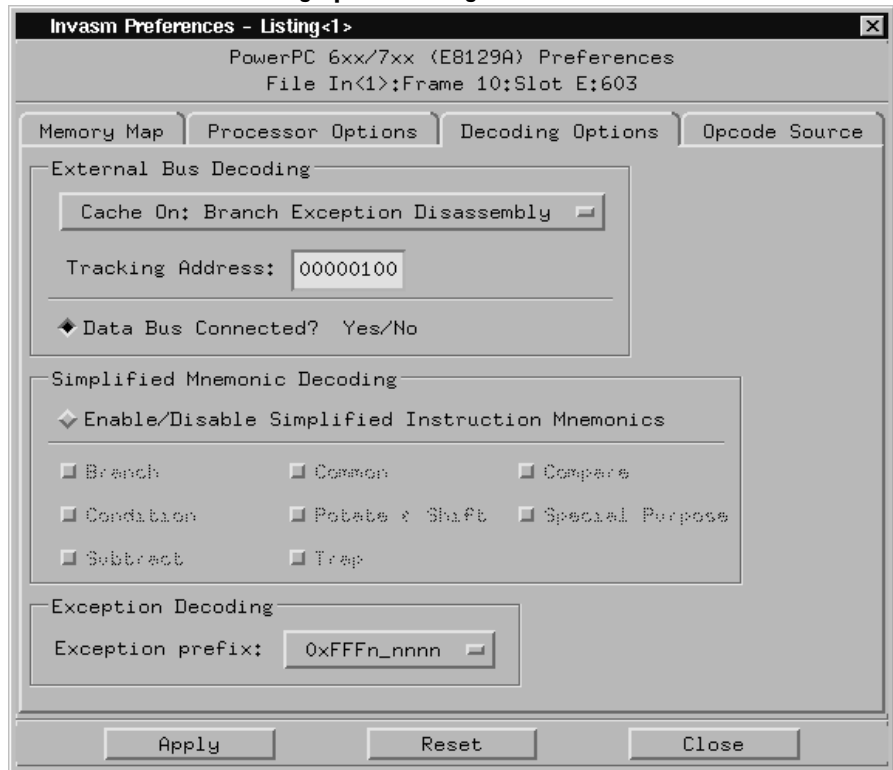 Invasm Preferences - Listing<1>
PowerPC 6xx/7xx (E8129A) Preferences
File In<1>:Frame 10:Slot E:603
Memory Map Processor Options Decoding Options Opcode Source
External Bus Decoding
Cache On: Branch Exception Disassembly
Tracking Address: 00000100
Data Bus Connected? Yes/No
Simplified Mnemonic Decoding
Enable/Disable Simplified Instruction Mnemonics
Branch Common Compare
Condition Rotate & Shift Special Purpose
Subtract Trap
Exception Decoding
Exception prefix: 0xFFFn_nnnn
Apply Reset Close